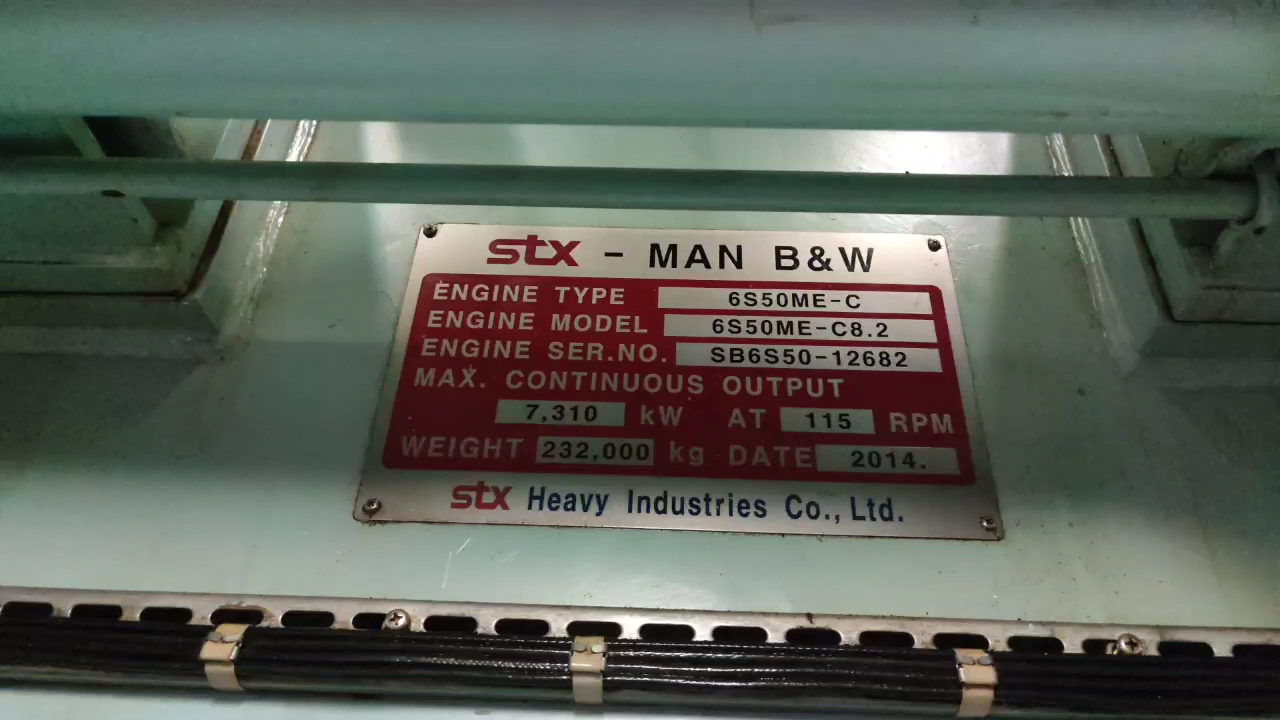 stx - MAN B&W
ENGINE TYPE 6S50ME-C
ENGINE MODEL 6S50ME-C8.2
ENGINE SER.NO. SB6S50-12682
MAX. CONTINUOUS OUTPUT
7,310 kW AT 115 RPM
WEIGHT 232,000 kg DATE 2014.
stx Heavy Industries Co., Ltd.